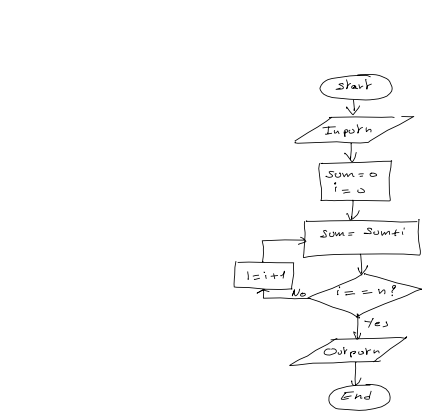 Start
Input n
sum = 0
i = 0
sum = sum+i
i = i+1
i = = n?
No
Yes
Output n
End